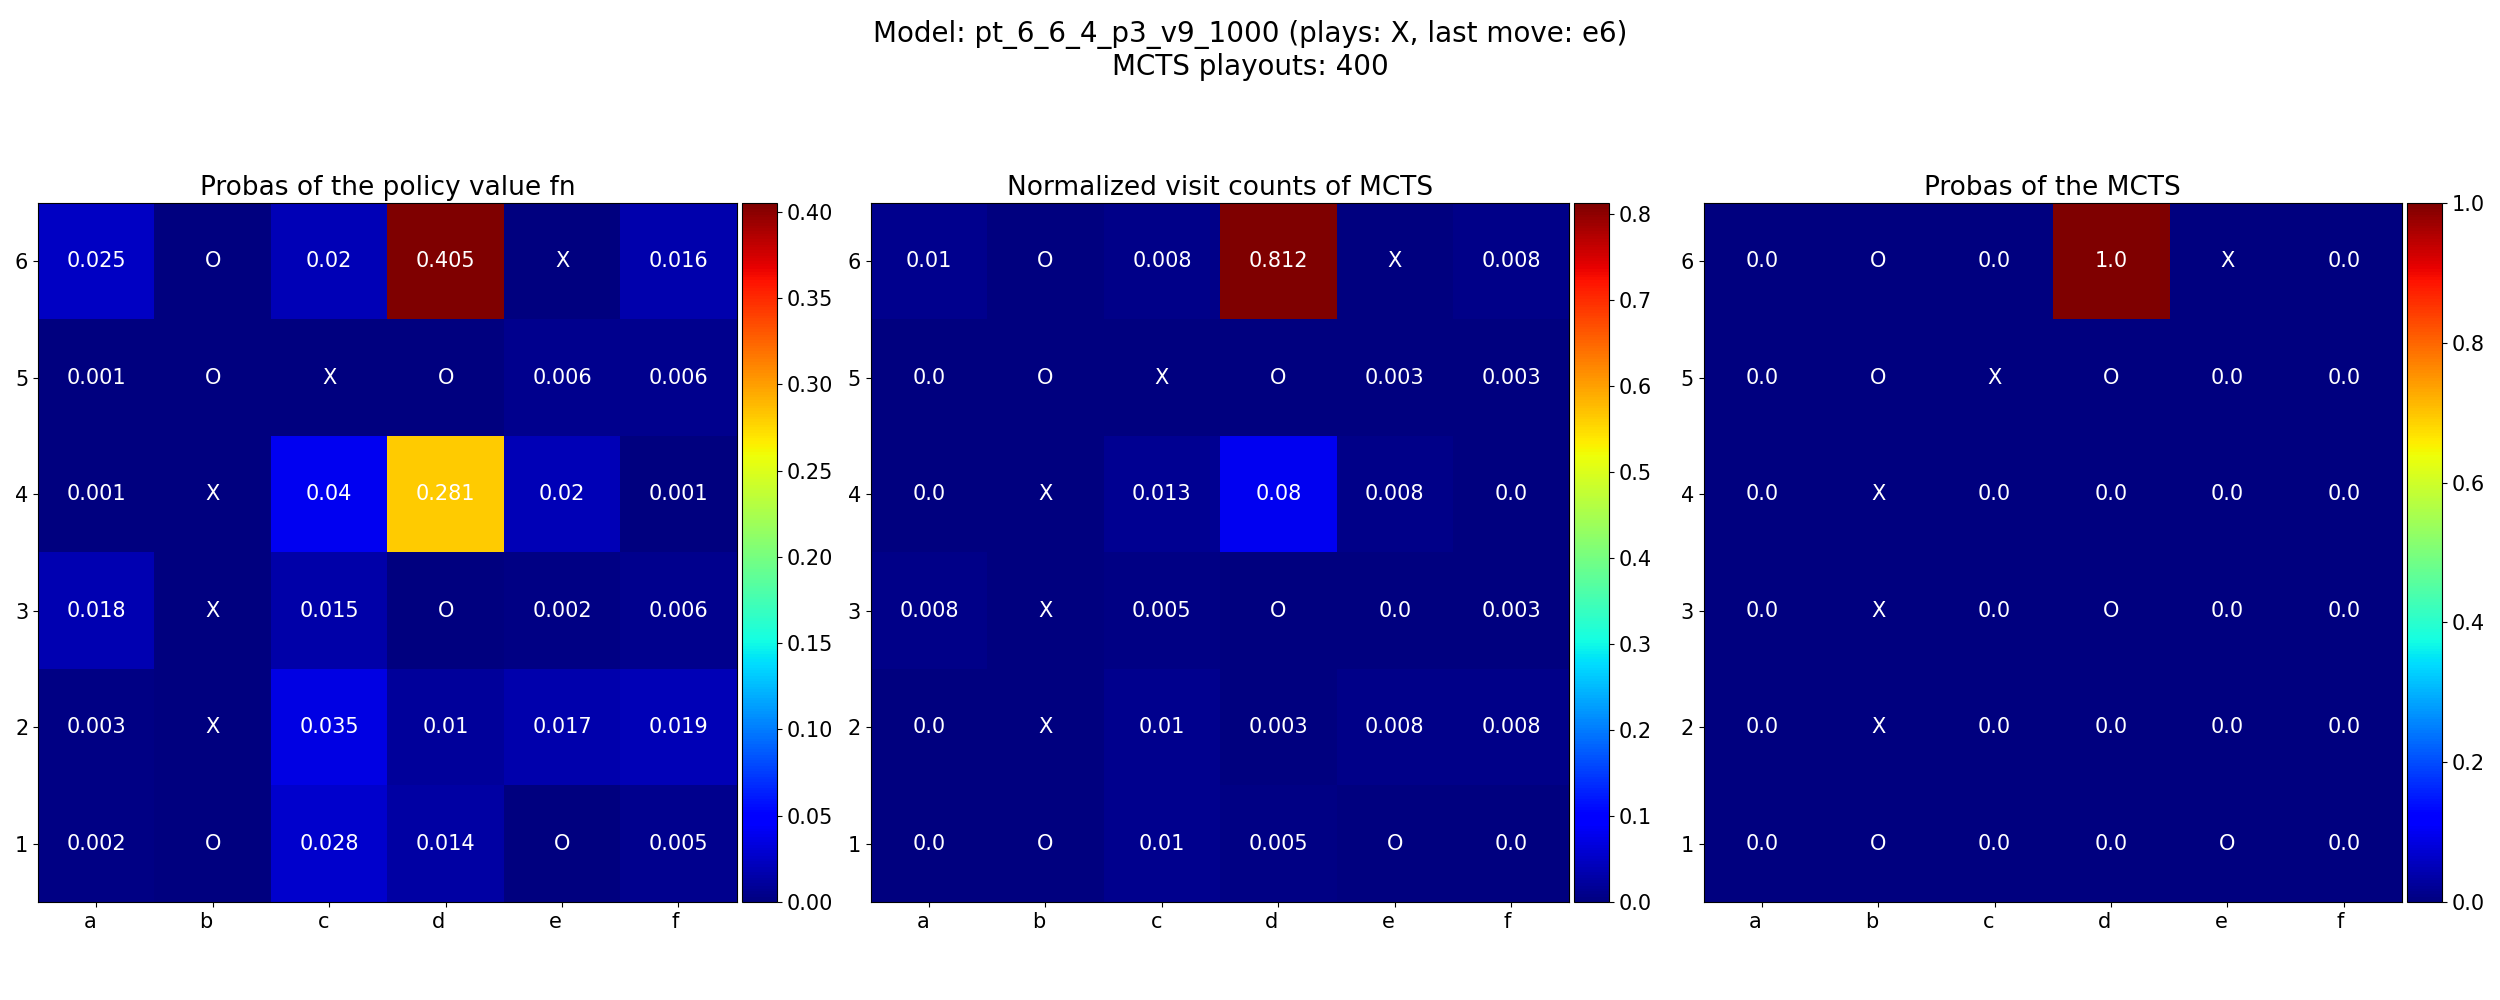 Model: pt_6_6_4_p3_v9_1000 (plays: X, last move: e6)
MCTS playouts: 400
Probas of the policy value fn
6 0.025 O 0.02 0.405 X 0.016
5 0.001 O X O 0.006 0.006
4 0.001 X 0.04 0.281 0.02 0.001
3 0.018 X 0.015 O 0.002 0.006
2 0.003 X 0.035 0.01 0.017 0.019
1 0.002 O 0.028 0.014 O 0.005
a b c d e f
0.40
0.35
0.30
0.25
0.20
0.15
0.10
0.05
0.00
Normalized visit counts of MCTS
6 0.01 O 0.008 0.812 X 0.008
5 0.0 O X O 0.003 0.003
4 0.0 X 0.013 0.08 0.008 0.0
3 0.008 X 0.005 O 0.0 0.003
2 0.0 X 0.01 0.003 0.008 0.008
1 0.0 O 0.01 0.005 O 0.0
a b c d e f
0.8
0.7
0.6
0.5
0.4
0.3
0.2
0.1
0.0
Probas of the MCTS
6 0.0 O 0.0 1.0 X 0.0
5 0.0 O X O 0.0 0.0
4 0.0 X 0.0 0.0 0.0 0.0
3 0.0 X 0.0 O 0.0 0.0
2 0.0 X 0.0 0.0 0.0 0.0
1 0.0 O 0.0 0.0 O 0.0
a b c d e f
1.0
0.8
0.6
0.4
0.2
0.0